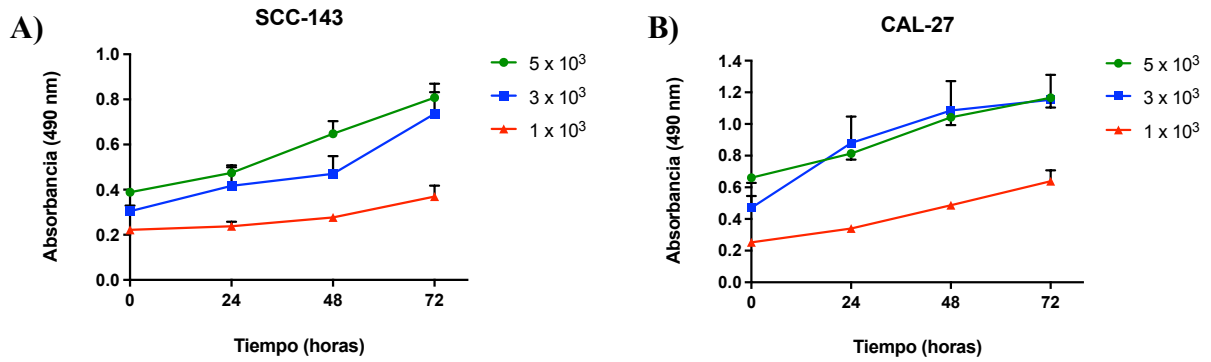 A)
SCC-143
Absorbancia (490 nm)
1.0
0.8
0.6
0.4
0.2
0.0
0 24 48 72
Tiempo (horas)
5 x 10³
3 x 10³
1 x 10³
B)
CAL-27
Absorbancia (490 nm)
1.4
1.2
1.0
0.8
0.6
0.4
0.2
0.0
0 24 48 72
Tiempo (horas)
5 x 10³
3 x 10³
1 x 10³